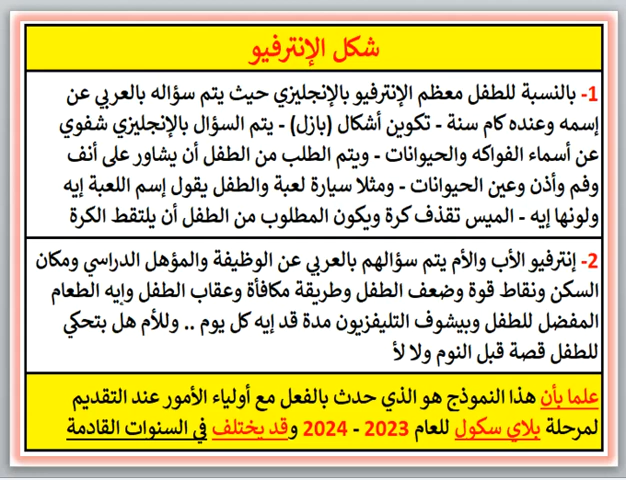 شكل الإنترفيو
1- بالنسبة للطفل معظم الإنترفيو بالإنجليزي حيث يتم سؤاله بالعربي عن
إسمه وعنده كام سنة - تكوين أشكال (بازل) - يتم السؤال بالإنجليزي شفوي
عن أسماء الفواكه والحيوانات - ويتم الطلب من الطفل أن يشاور على أنف
وفم وأذن وعين الحيوانات - ومثلا سيارة لعبة والطفل يقول إسم اللعبة إيه
ولونها إيه - الميس تقذف كرة ويكون المطلوب من الطفل أن يلتقط الكرة
2- إنترفيو الأب والأم يتم سؤالهم بالعربي عن الوظيفة والمؤهل الدراسي ومكان
السكن ونقاط قوة وضعف الطفل وطريقة مكافأة وعقاب الطفل وإيه الطعام
المفضل للطفل وبيشوف التليفزيون مدة قد إيه كل يوم .. وللأم هل بتحكي
للطفل قصة قبل النوم ولا لأ
علما بأن هذا النموذج هو الذي حدث بالفعل مع أولياء الأمور عند التقديم
لمرحلة بلاي سكول للعام 2023 - 2024 وقد يختلف في السنوات القادمة